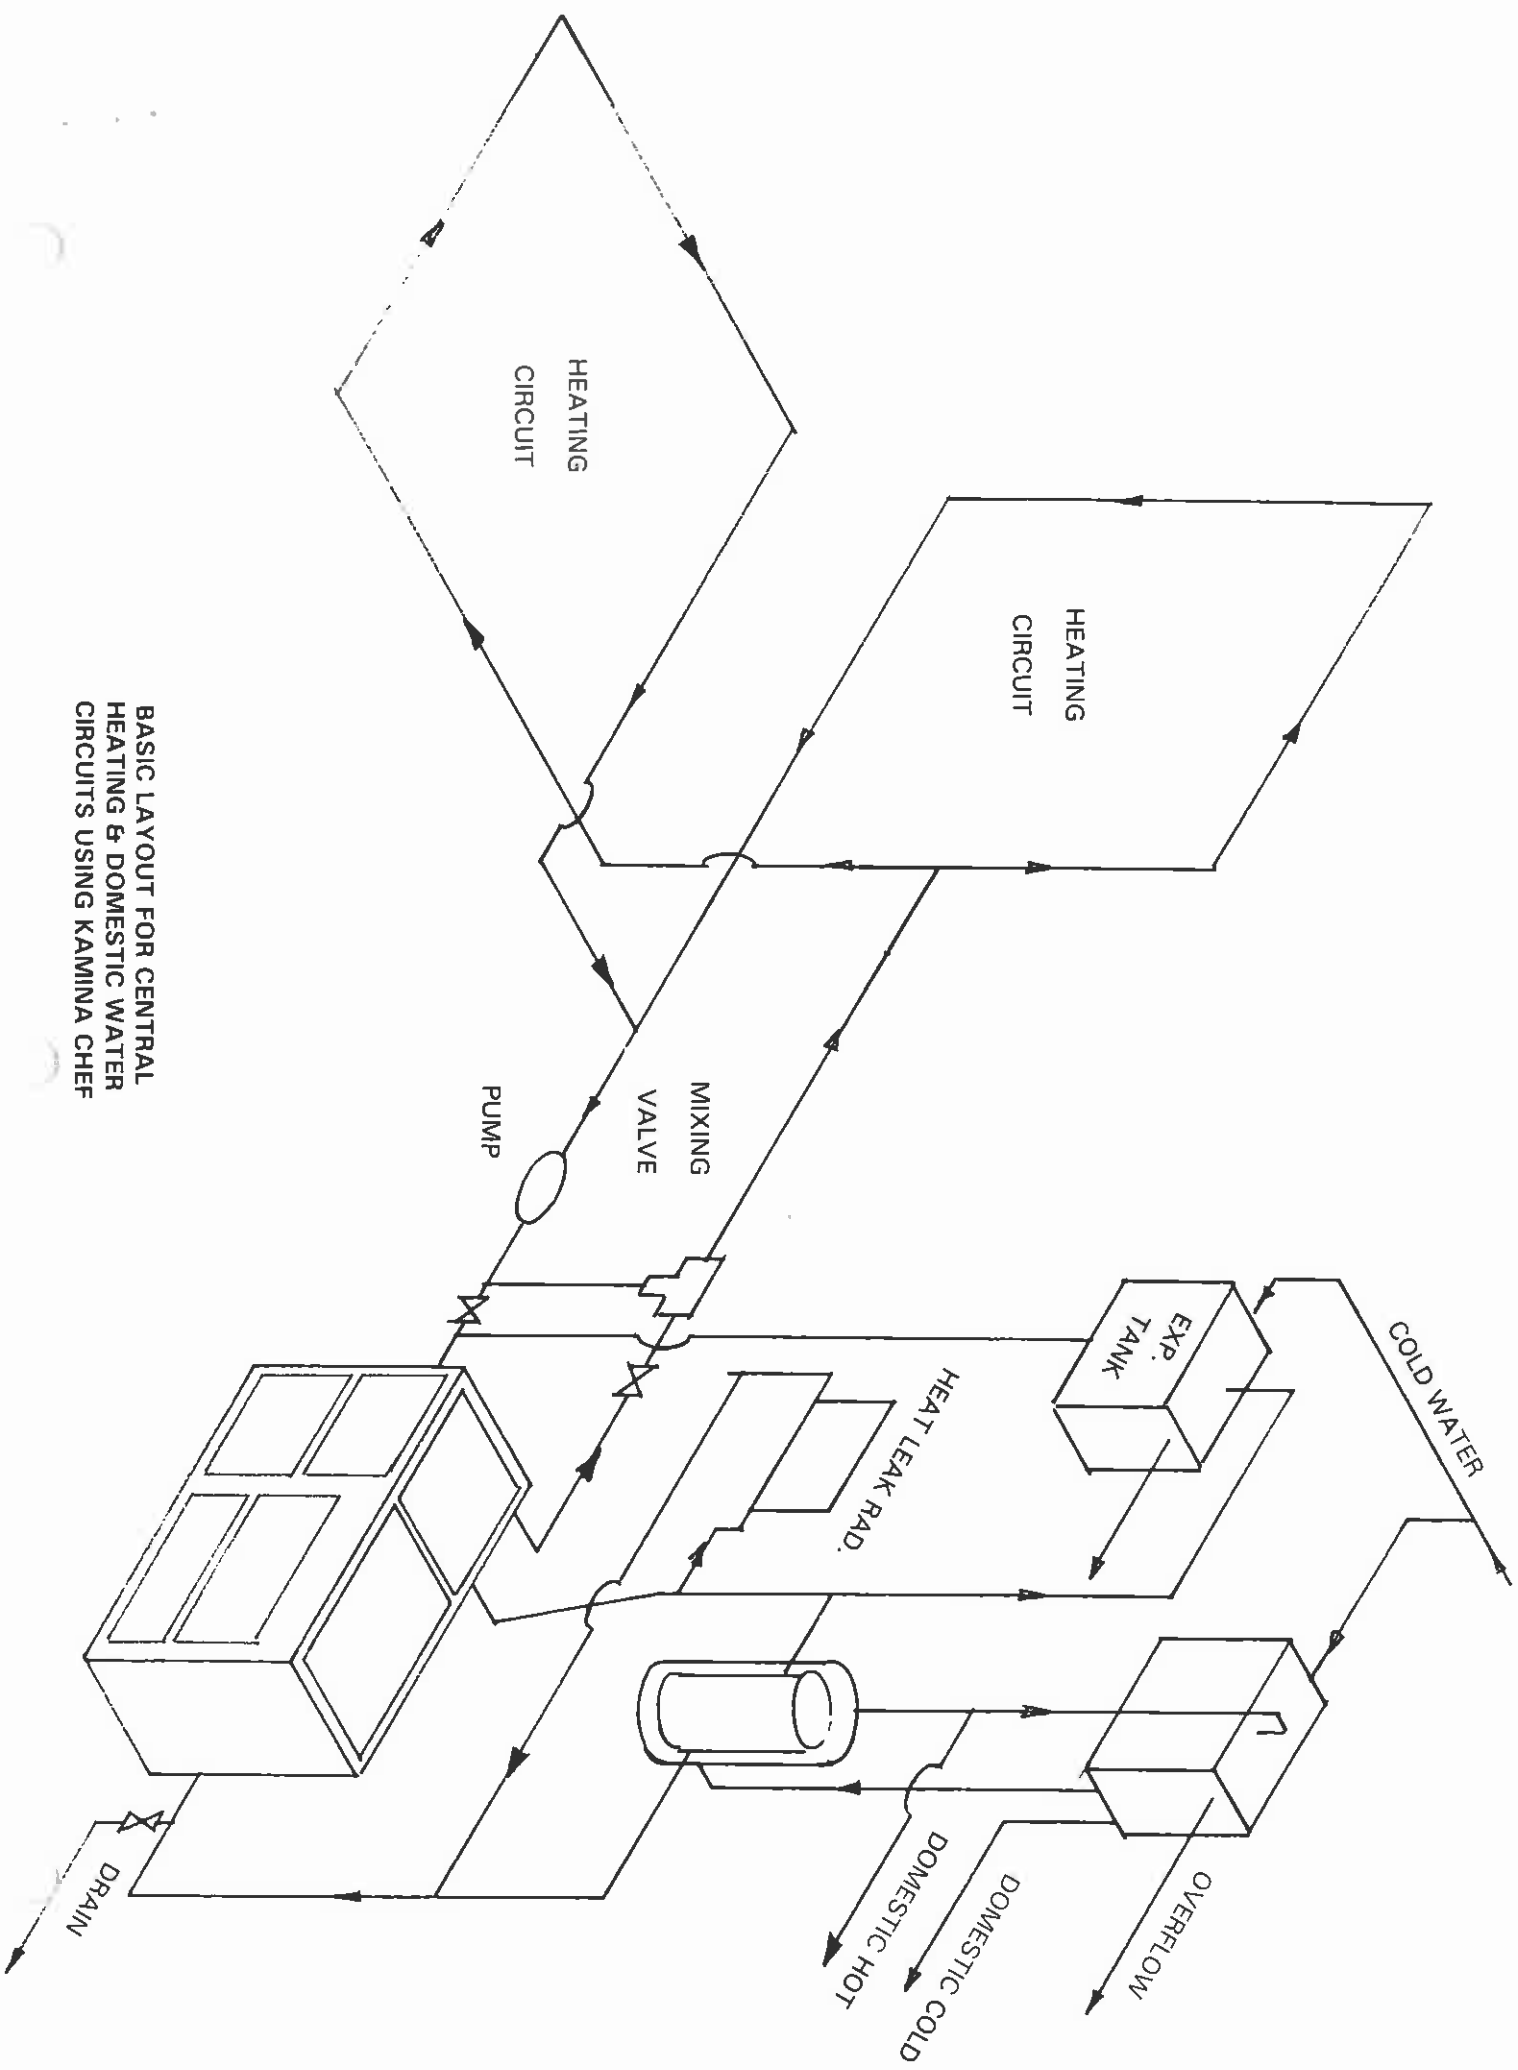 HEATING
CIRCUIT
HEATING
CIRCUIT
MIXING
VALVE
PUMP
EXP.
TANK
COLD WATER
HEAT LEAK RAD.
OVERFLOW
DOMESTIC COLD
DOMESTIC HOT
DRAIN
BASIC LAYOUT FOR CENTRAL
HEATING & DOMESTIC WATER
CIRCUITS USING KAMINA CHEF